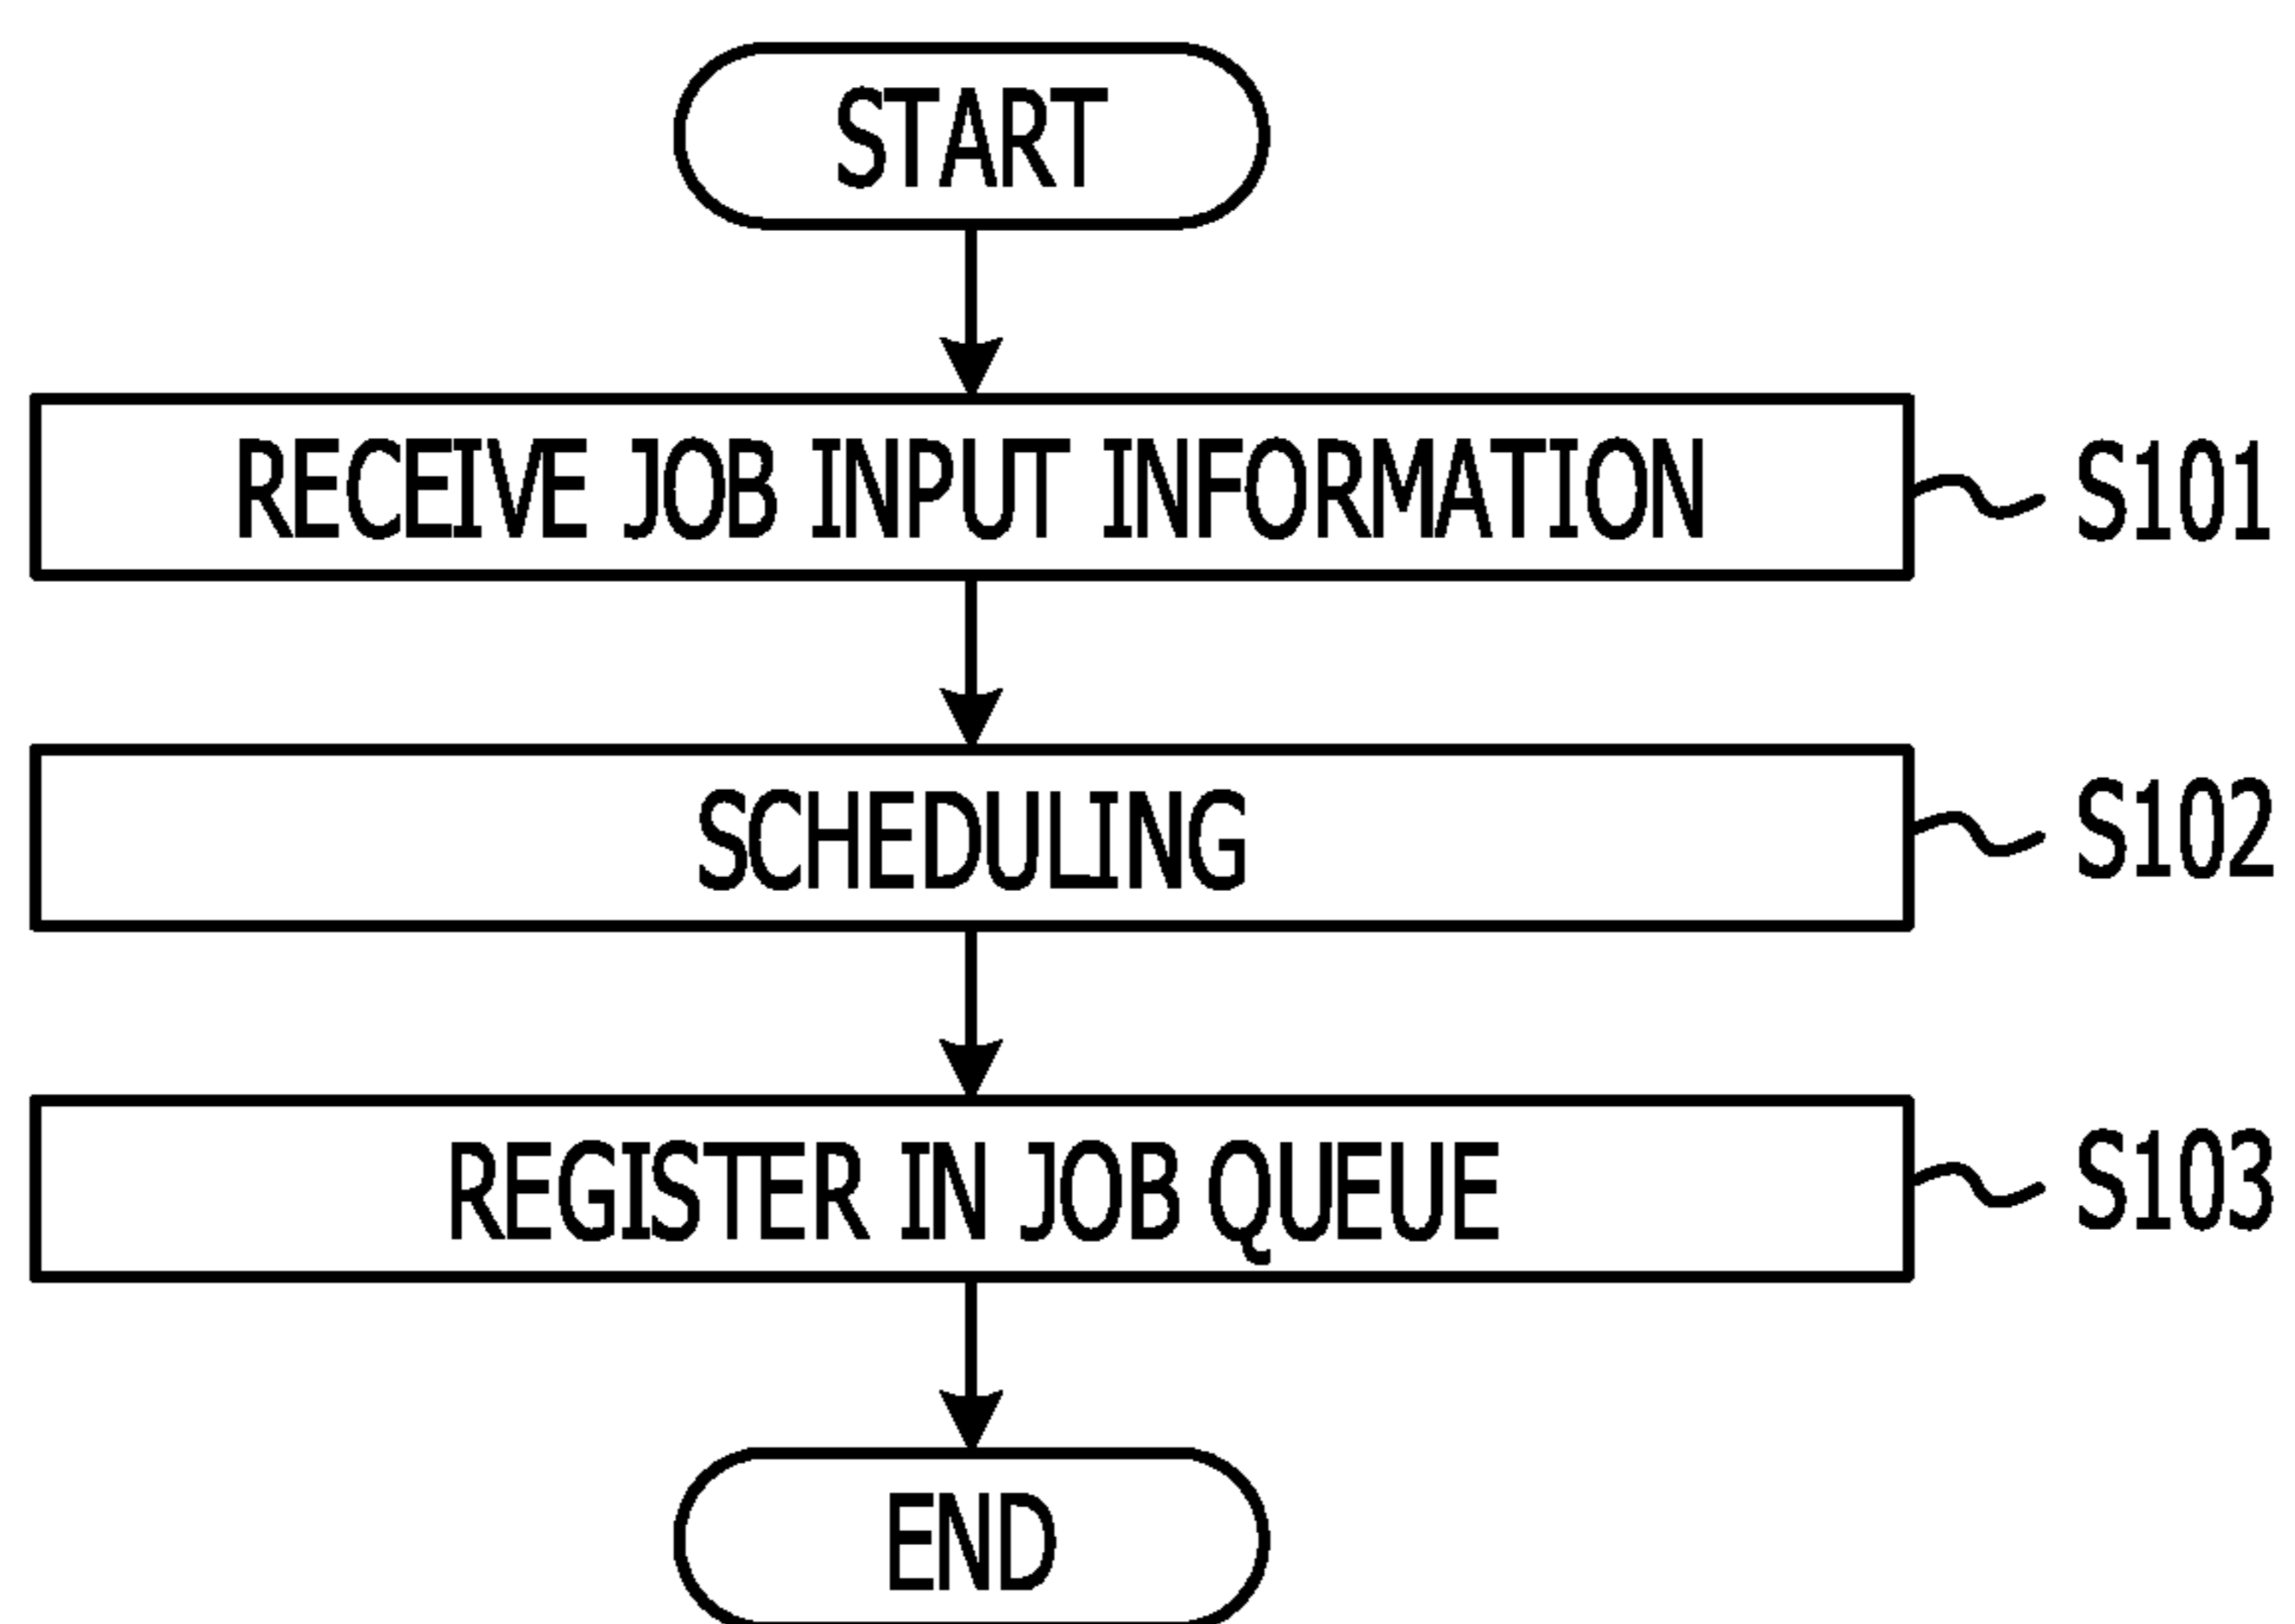 START
RECEIVE JOB INPUT INFORMATION
S101
SCHEDULING
S102
REGISTER IN JOB QUEUE
S103
END